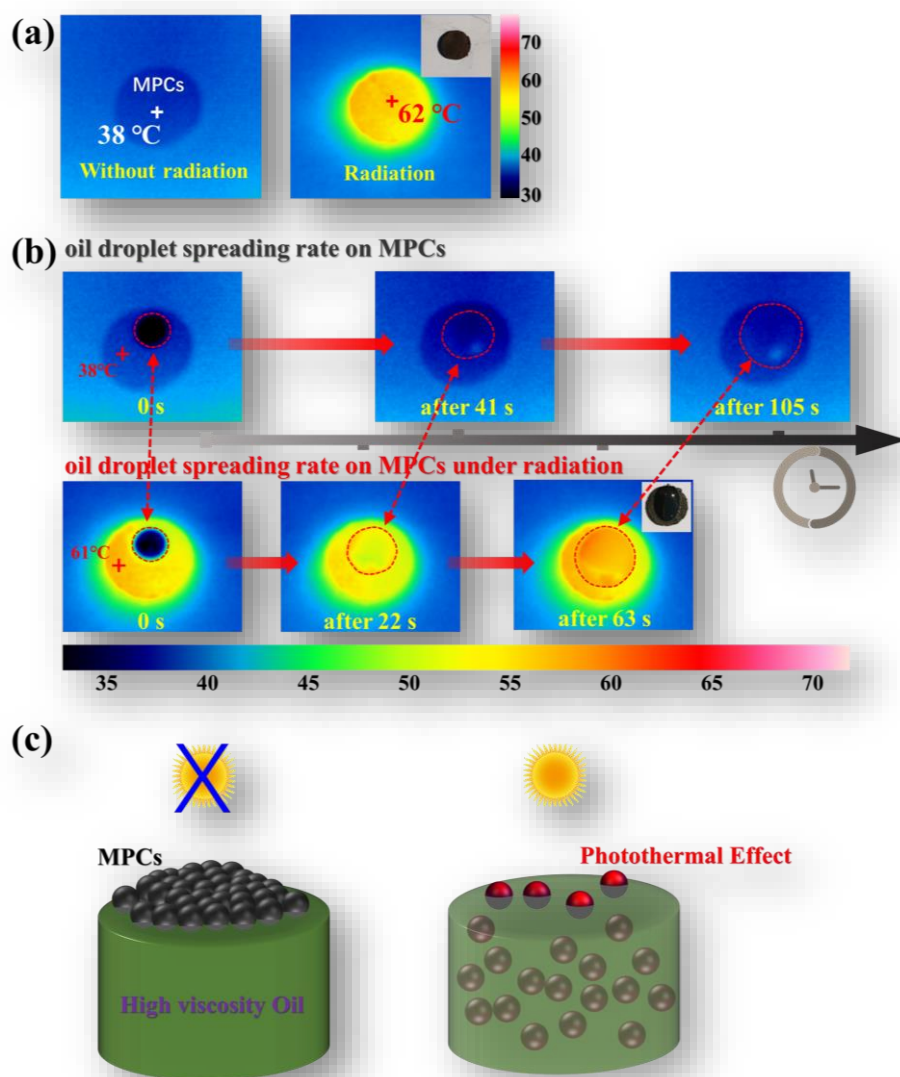 (a)
MPCs
38 °C
Without radiation
62 °C
Radiation
70
60
50
40
30
(b)
oil droplet spreading rate on MPCs
38°C
0 s
after 41 s
after 105 s
oil droplet spreading rate on MPCs under radiation
61°C
0 s
after 22 s
after 63 s
35 40 45 50 55 60 65 70
(c)
MPCs
High viscosity Oil
Photothermal Effect